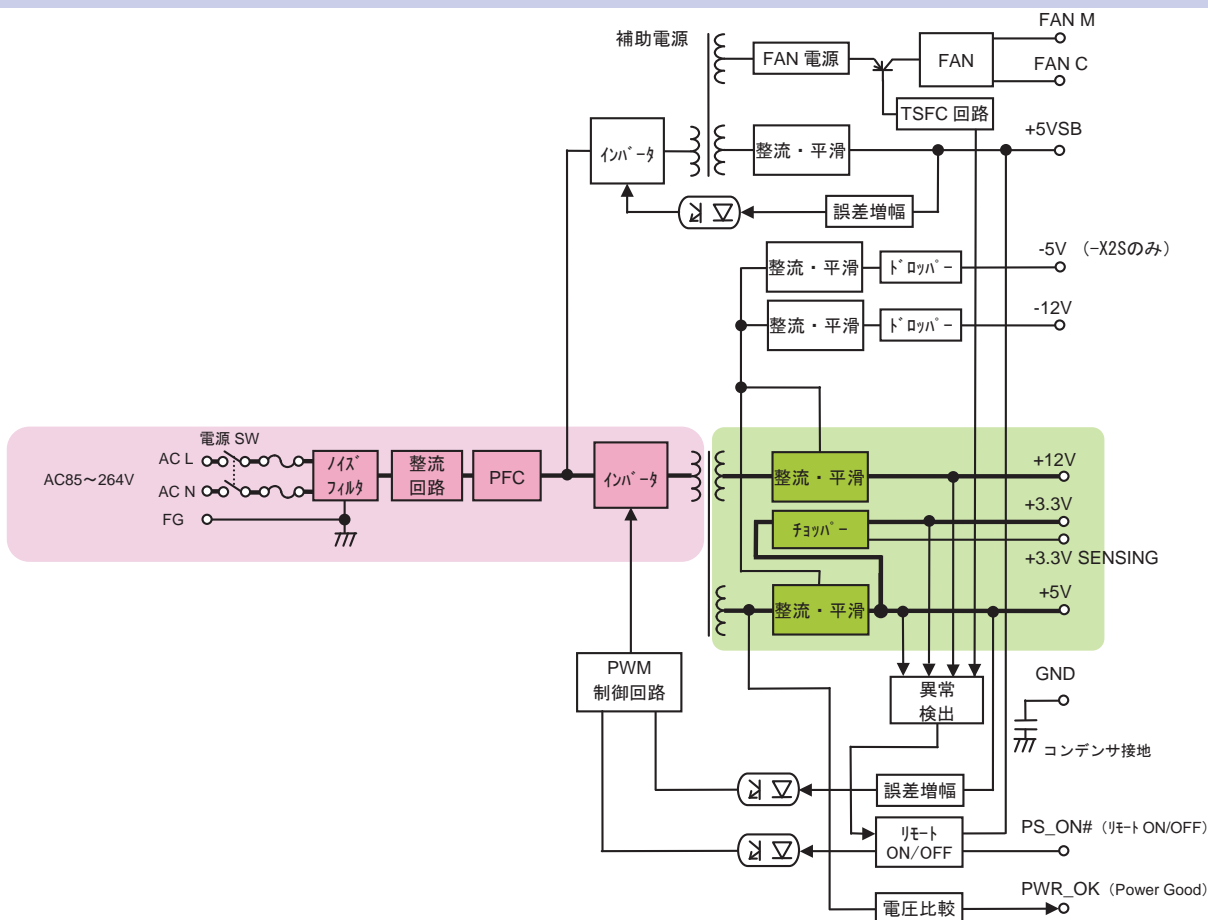 補助電源
FAN 電源
FAN
FAN M
FAN C
TSFC 回路
+5VSB
ｲﾝﾊﾞｰﾀ
整流・平滑
誤差増幅
整流・平滑
ﾄﾞﾛｯﾊﾟｰ
-5V （-X2Sのみ）
整流・平滑
ﾄﾞﾛｯﾊﾟｰ
-12V
電源 SW
AC85～264V
AC L
AC N
FG
ﾉｲｽﾞ
ﾌｨﾙﾀ
整流
回路
PFC
ｲﾝﾊﾞｰﾀ
整流・平滑
+12V
ﾁｮｯﾊﾟｰ
+3.3V
+3.3V SENSING
整流・平滑
+5V
PWM
制御回路
異常
検出
GND
コンデンサ接地
誤差増幅
ﾘﾓｰﾄ
ON/OFF
PS_ON#（ﾘﾓｰﾄ ON/OFF）
電圧比較
PWR_OK（Power Good）